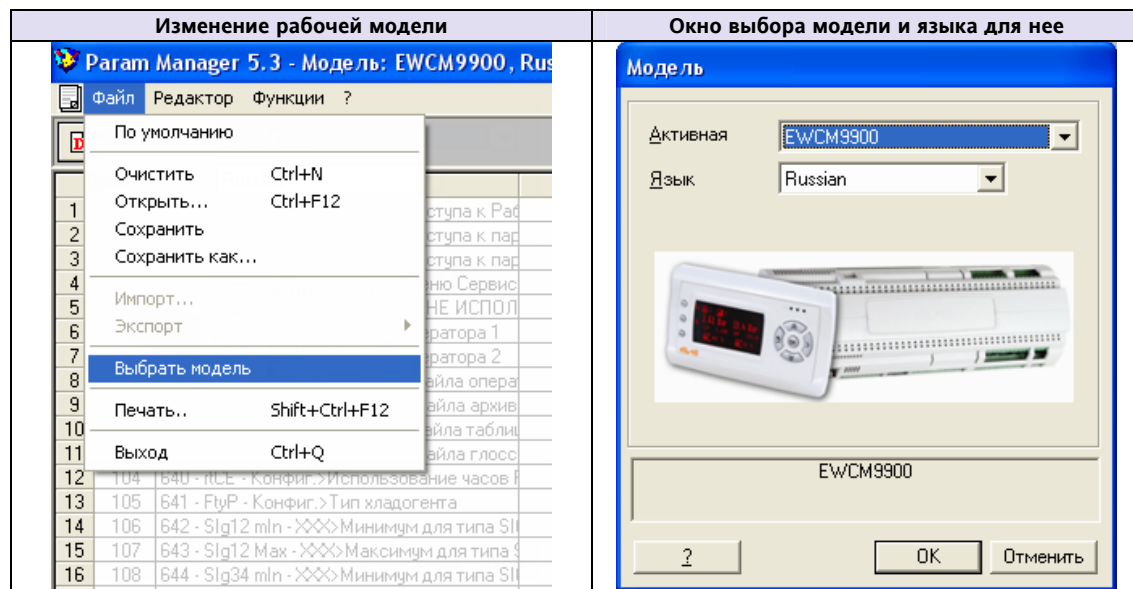 Изменение рабочей модели
Окно выбора модели и языка для нее
Param Manager 5.3 - Модель: EWCM9900, Rus
Файл Редактор Функции ?
По умолчанию
Очистить Ctrl+N
Открыть... Ctrl+F12
Сохранить
Сохранить как...
Импорт...
Экспорт
Выбрать модель
Печать.. Shift+Ctrl+F12
Выход Ctrl+Q
1 ступа к Раб
2 ступа к пар
3 ступа к пар
4 ню Сервис
5 НЕ ИСПОЛ
6 ератора 1
7 ератора 2
8 айла опера
9 айла архив
10 айла таблиц
11 айла глосс
12 104 640 - rtCE - Конфиг.>Использование часов
13 105 641 - FtyP - Конфиг.>Тип хладогента
14 106 642 - SIg12 mIn - XXX>Минимум для типа SI
15 107 643 - SIg12 Max - XXX>Максимум для типа
16 108 644 - SIg34 mIn - XXX>Минимум для типа SI
Модель
Активная EWCM9900
Язык Russian
EWCM9900
? OK Отменить